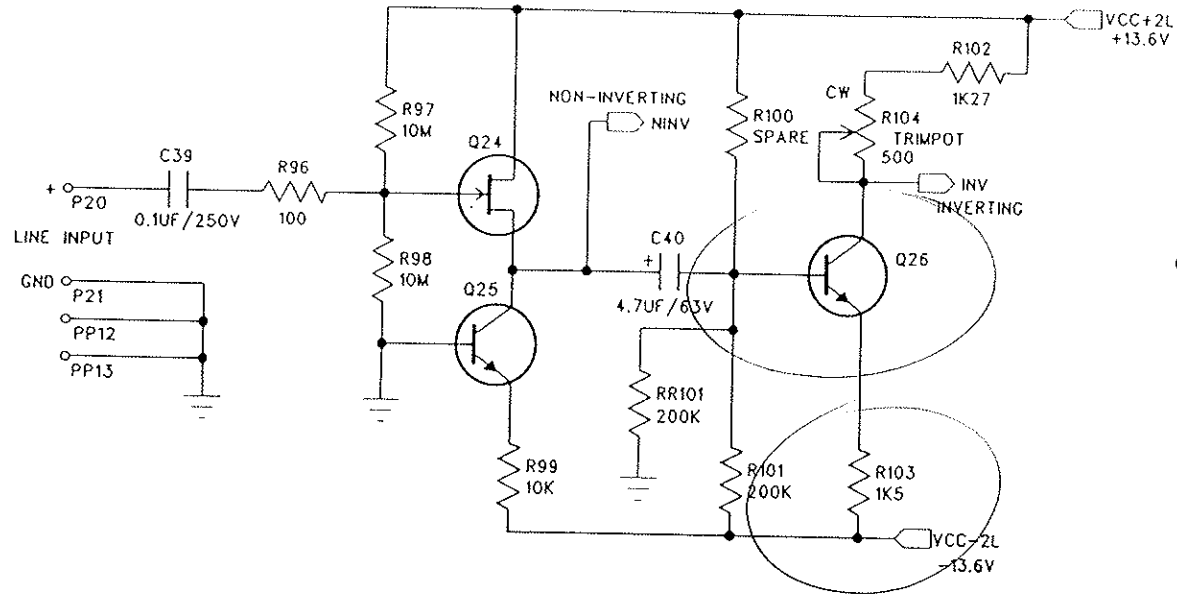 VCC+2L
+13.6V
R102
1K27
CW
R104
TRIMPOT
500
R97
10M
NON-INVERTING
NINV
R100
SPARE
Q24
C39
R96
+
P20
0.1UF/250V
100
INV
INVERTING
LINE INPUT
R98
10M
C40
+
4.7UF/63V
Q26
GND
P21
Q25
PP12
PP13
RR101
200K
R99
10K
R101
200K
R103
1K5
VCC-2L
-13.6V